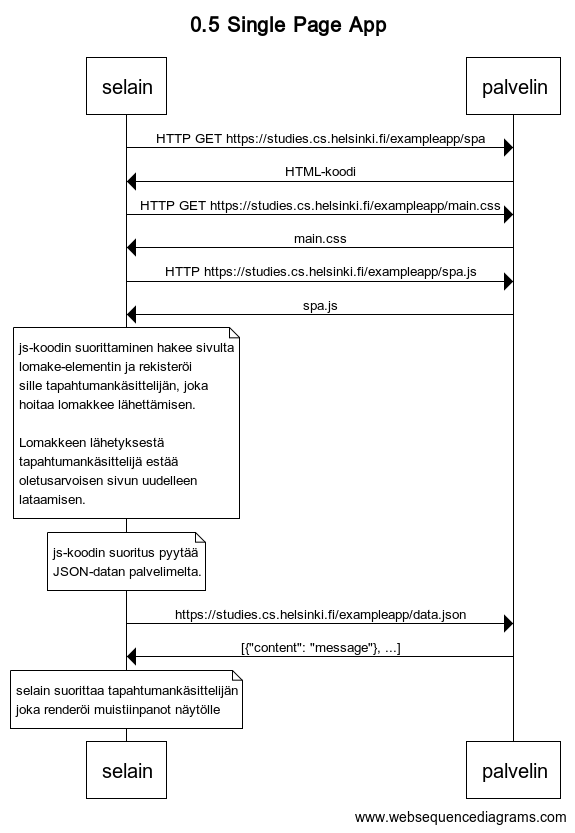 0.5 Single Page App
selain
palvelin
HTTP GET https://studies.cs.helsinki.fi/exampleapp/spa
HTML-koodi
HTTP GET https://studies.cs.helsinki.fi/exampleapp/main.css
main.css
HTTP https://studies.cs.helsinki.fi/exampleapp/spa.js
spa.js
js-koodin suorittaminen hakee sivulta
lomake-elementin ja rekisteröi
sille tapahtumankäsittelijän, joka
hoitaa lomakkee lähettämisen.
Lomakkeen lähetyksestä
tapahtumankäsittelijä estää
oletusarvoisen sivun uudelleen
lataamisen.
js-koodin suoritus pyytää
JSON-datan palvelimelta.
https://studies.cs.helsinki.fi/exampleapp/data.json
[{"content": "message"}, ...]
selain suorittaa tapahtumankäsittelijän
joka renderöi muistiinpanot näytölle
selain
palvelin
www.websequencediagrams.com